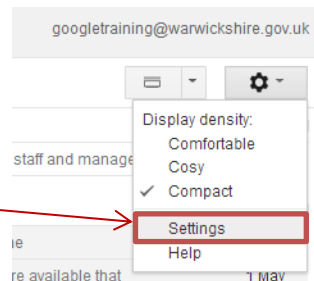 googletraining@warwickshire.gov.uk
Display density:
Comfortable
staff and manage
Cosy
✓ Compact
Settings
Help
re available that
1 May